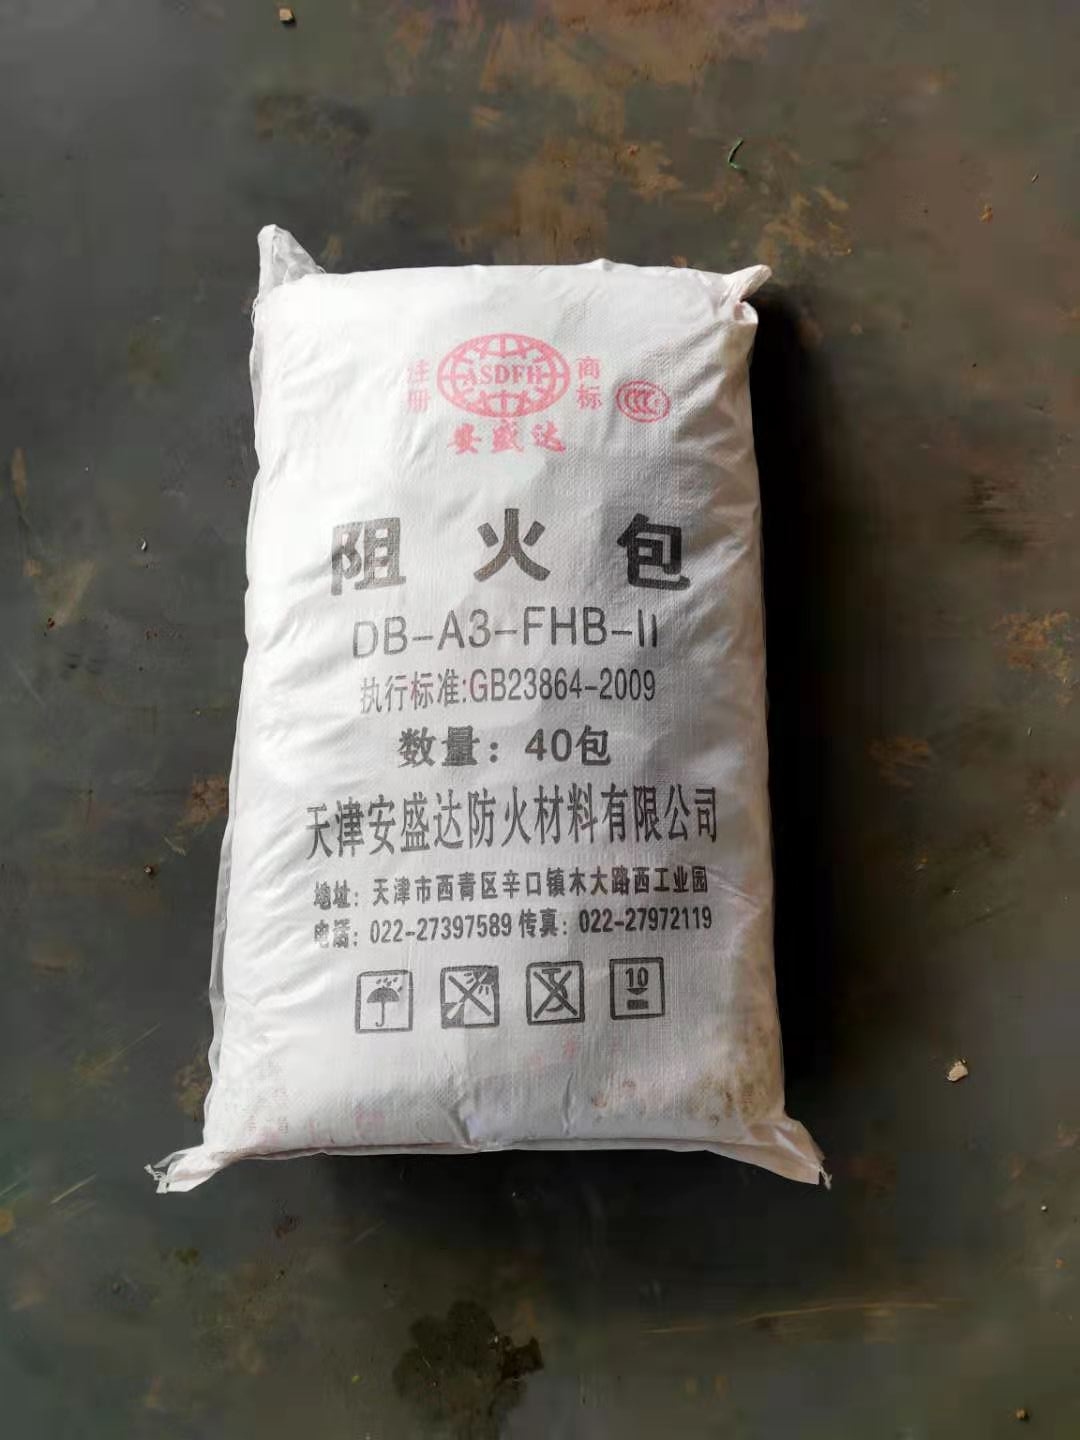 注册 ASDFH 商标 CCC
安盛达
阻火包
DB-A3-FHB-II
执行标准:GB23864-2009
数量：40包
天津安盛达防火材料有限公司
地址：天津市西青区辛口镇木大路西工业园
电话：022-27397589 传真：022-27972119
10